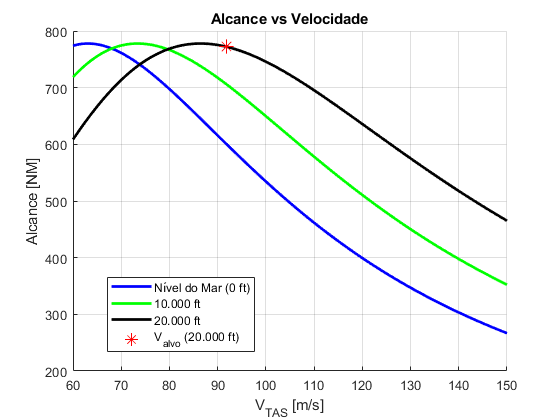 Alcance vs Velocidade
800
700
600
500
400
300
200
Alcance [NM]
Nível do Mar (0 ft)
10.000 ft
20.000 ft
V_alvo (20.000 ft)
60 70 80 90 100 110 120 130 140 150
V_TAS [m/s]